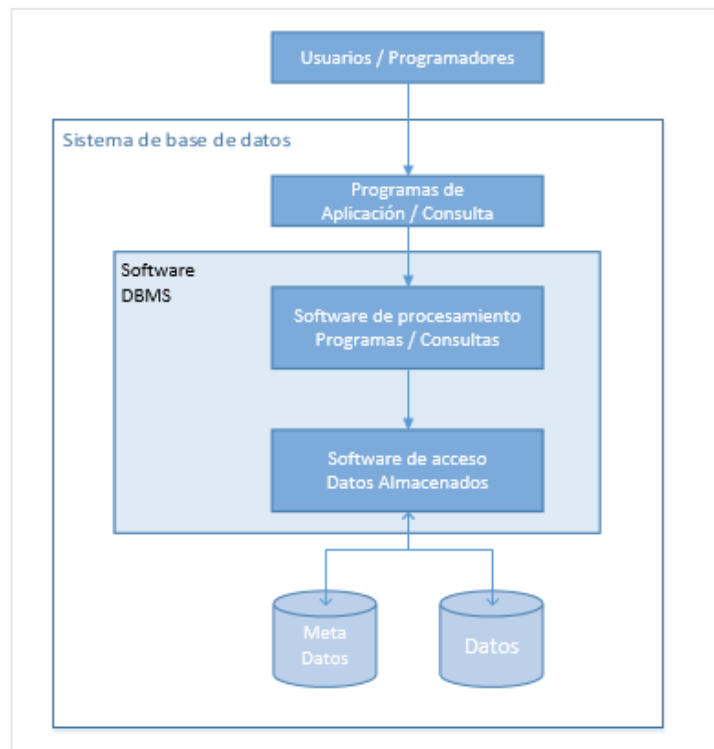 Usuarios / Programadores
Sistema de base de datos
Programas de
Aplicación / Consulta
Software
DBMS
Software de procesamiento
Programas / Consultas
Software de acceso
Datos Almacenados
Meta
Datos
Datos